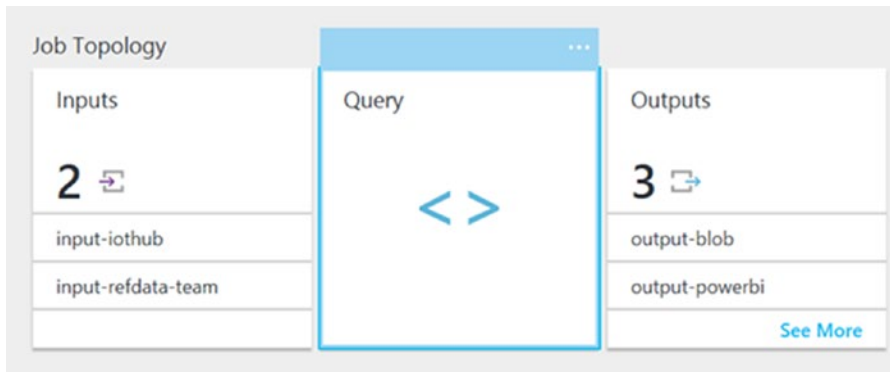 Job Topology
...
Inputs
2
input-iothub
input-refdata-team
Query
< >
Outputs
3
output-blob
output-powerbi
See More